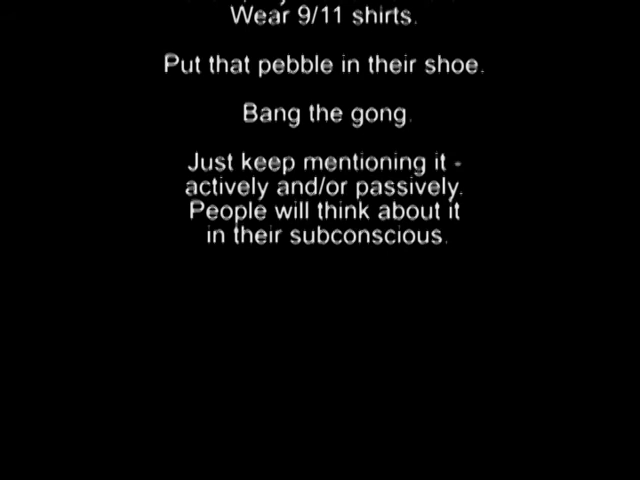 Wear 9/11 shirts.
Put that pebble in their shoe.
Bang the gong.
Just keep mentioning it -
actively and/or passively.
People will think about it
in their subconscious.